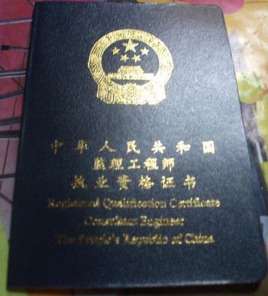 中华人民共和国
监理工程师
执业资格证书
Registered Qualification Certificate
Consultant Engineer
The People's Republic of China